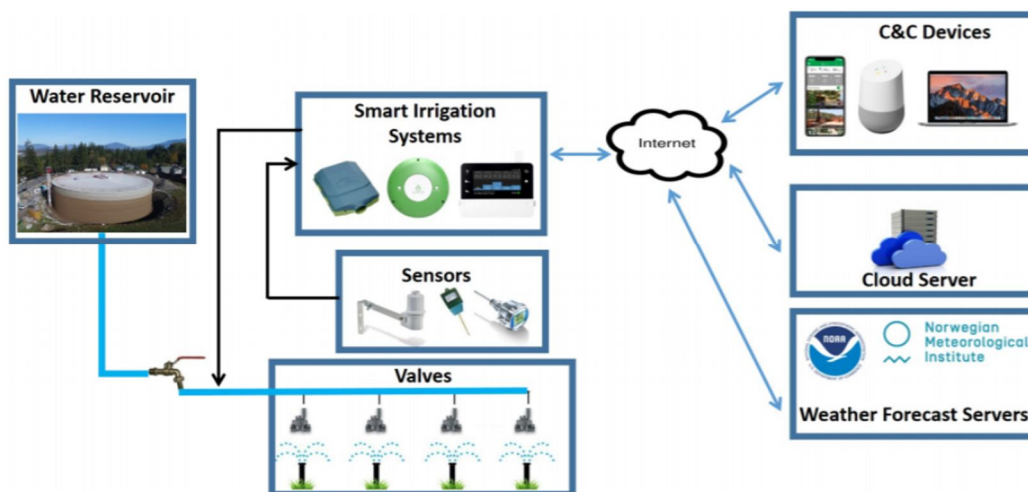 Water Reservoir
Smart Irrigation
Systems
Sensors
Valves
Internet
C&C Devices
Cloud Server
NOAA
Norwegian
Meteorological
Institute
Weather Forecast Servers